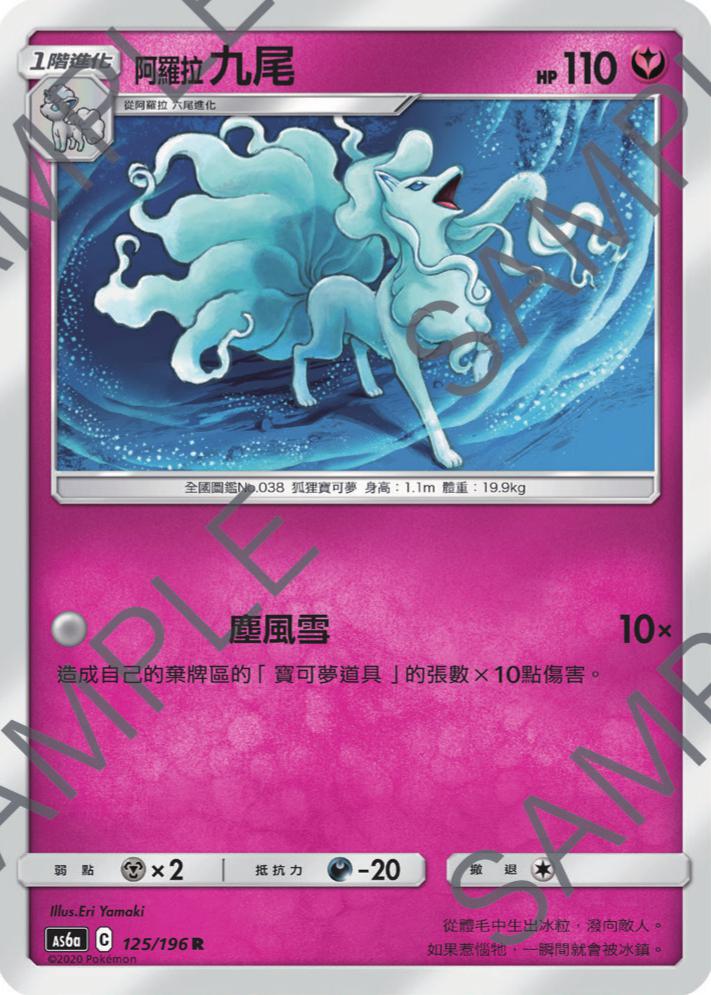 1階進化
阿羅拉 九尾
HP 110
從阿羅拉 六尾進化
全國圖鑑No.038 狐狸寶可夢 身高：1.1m 體重：19.9kg
塵風雪 10×
造成自己的棄牌區的「寶可夢道具」的張數×10點傷害。
弱點 ×2 抵抗力 -20 撤退
Illus.Eri Yamaki
AS6a C 125/196 R
©2020 Pokémon
從體毛中生出冰粒，潑向敵人。
如果惹惱牠，一瞬間就會被冰鎮。
SAMPLE
SAMPLE
SAMPLE
SAMPLE